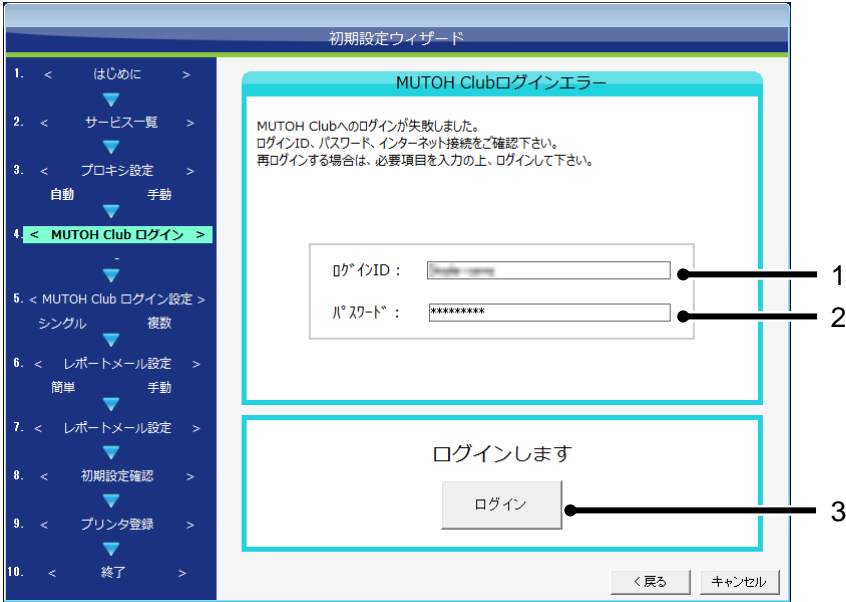 初期設定ウィザード
1. < はじめに >
2. < サービス一覧 >
3. < プロキシ設定 >
自動 手動
4. < MUTOH Club ログイン >
-
5. < MUTOH Club ログイン設定 >
シングル 複数
6. < レポートメール設定 >
簡単 手動
7. < レポートメール設定 >
8. < 初期設定確認 >
9. < プリンタ登録 >
10. < 終了 >
MUTOH Clubログインエラー
MUTOH Clubへのログインが失敗しました。
ログインID、パスワード、インターネット接続をご確認下さい。
再ログインする場合は、必要項目を入力の上、ログインして下さい。
ﾛｸﾞｲﾝID : 1
ﾊﾟｽﾜｰﾄﾞ : ********* 2
ログインします
ログイン 3
<戻る キャンセル